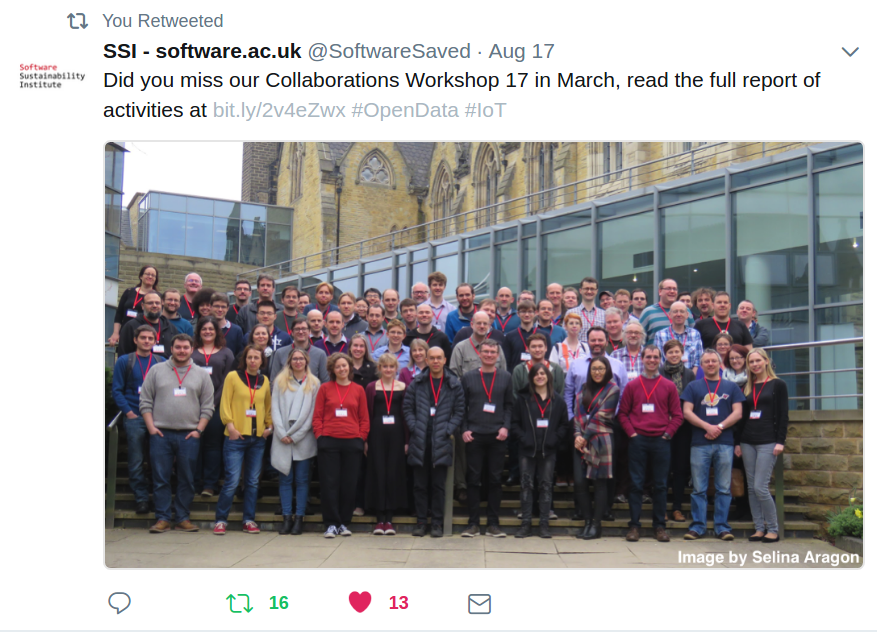 You Retweeted
SSI - software.ac.uk @SoftwareSaved · Aug 17
Software
Sustainability
Institute
Did you miss our Collaborations Workshop 17 in March, read the full report of
activities at bit.ly/2v4eZwx #OpenData #IoT
Image by Selina Aragon
16 13